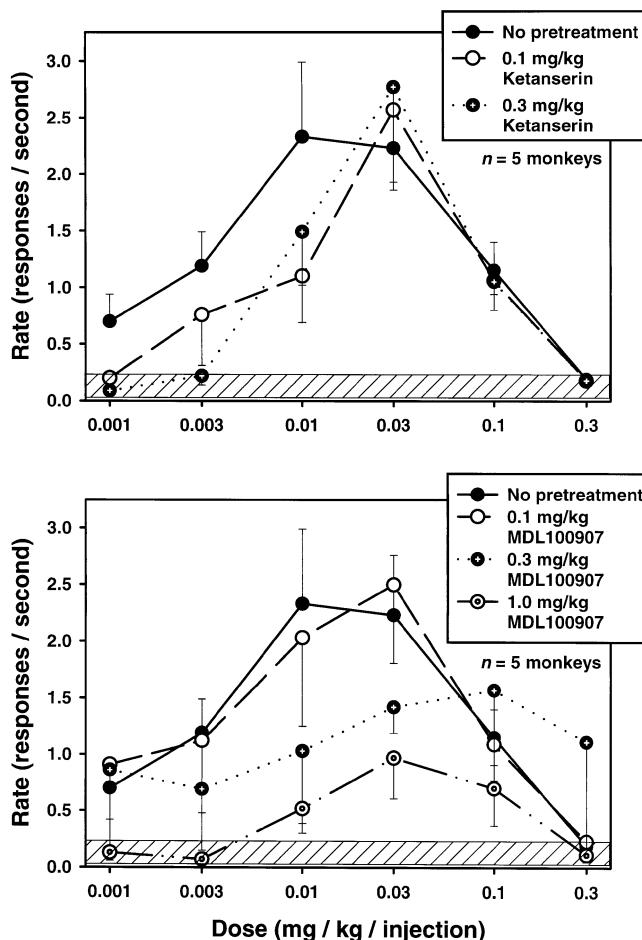 No pretreatment
0.1 mg/kg
Ketanserin
0.3 mg/kg
Ketanserin
n = 5 monkeys
Rate (responses / second)
3.0
2.5
2.0
1.5
1.0
0.5
0.0
0.001 0.003 0.01 0.03 0.1 0.3
No pretreatment
0.1 mg/kg
MDL100907
0.3 mg/kg
MDL100907
1.0 mg/kg
MDL100907
n = 5 monkeys
Rate (responses / second)
3.0
2.5
2.0
1.5
1.0
0.5
0.0
0.001 0.003 0.01 0.03 0.1 0.3
Dose (mg / kg / injection)